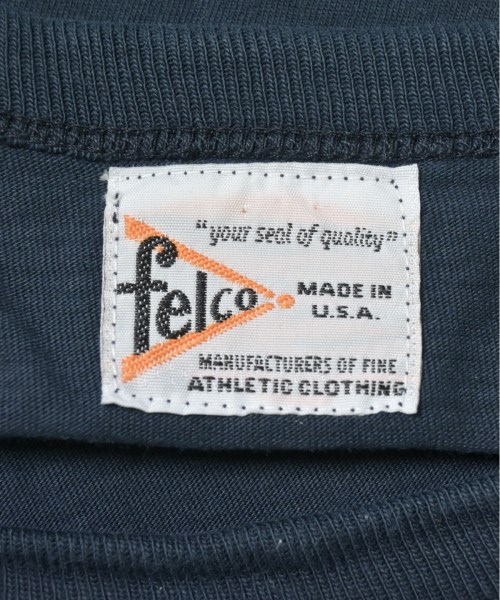 "your seal of quality"
felco
MADE IN
U.S.A.
MANUFACTURERS OF FINE
ATHLETIC CLOTHING